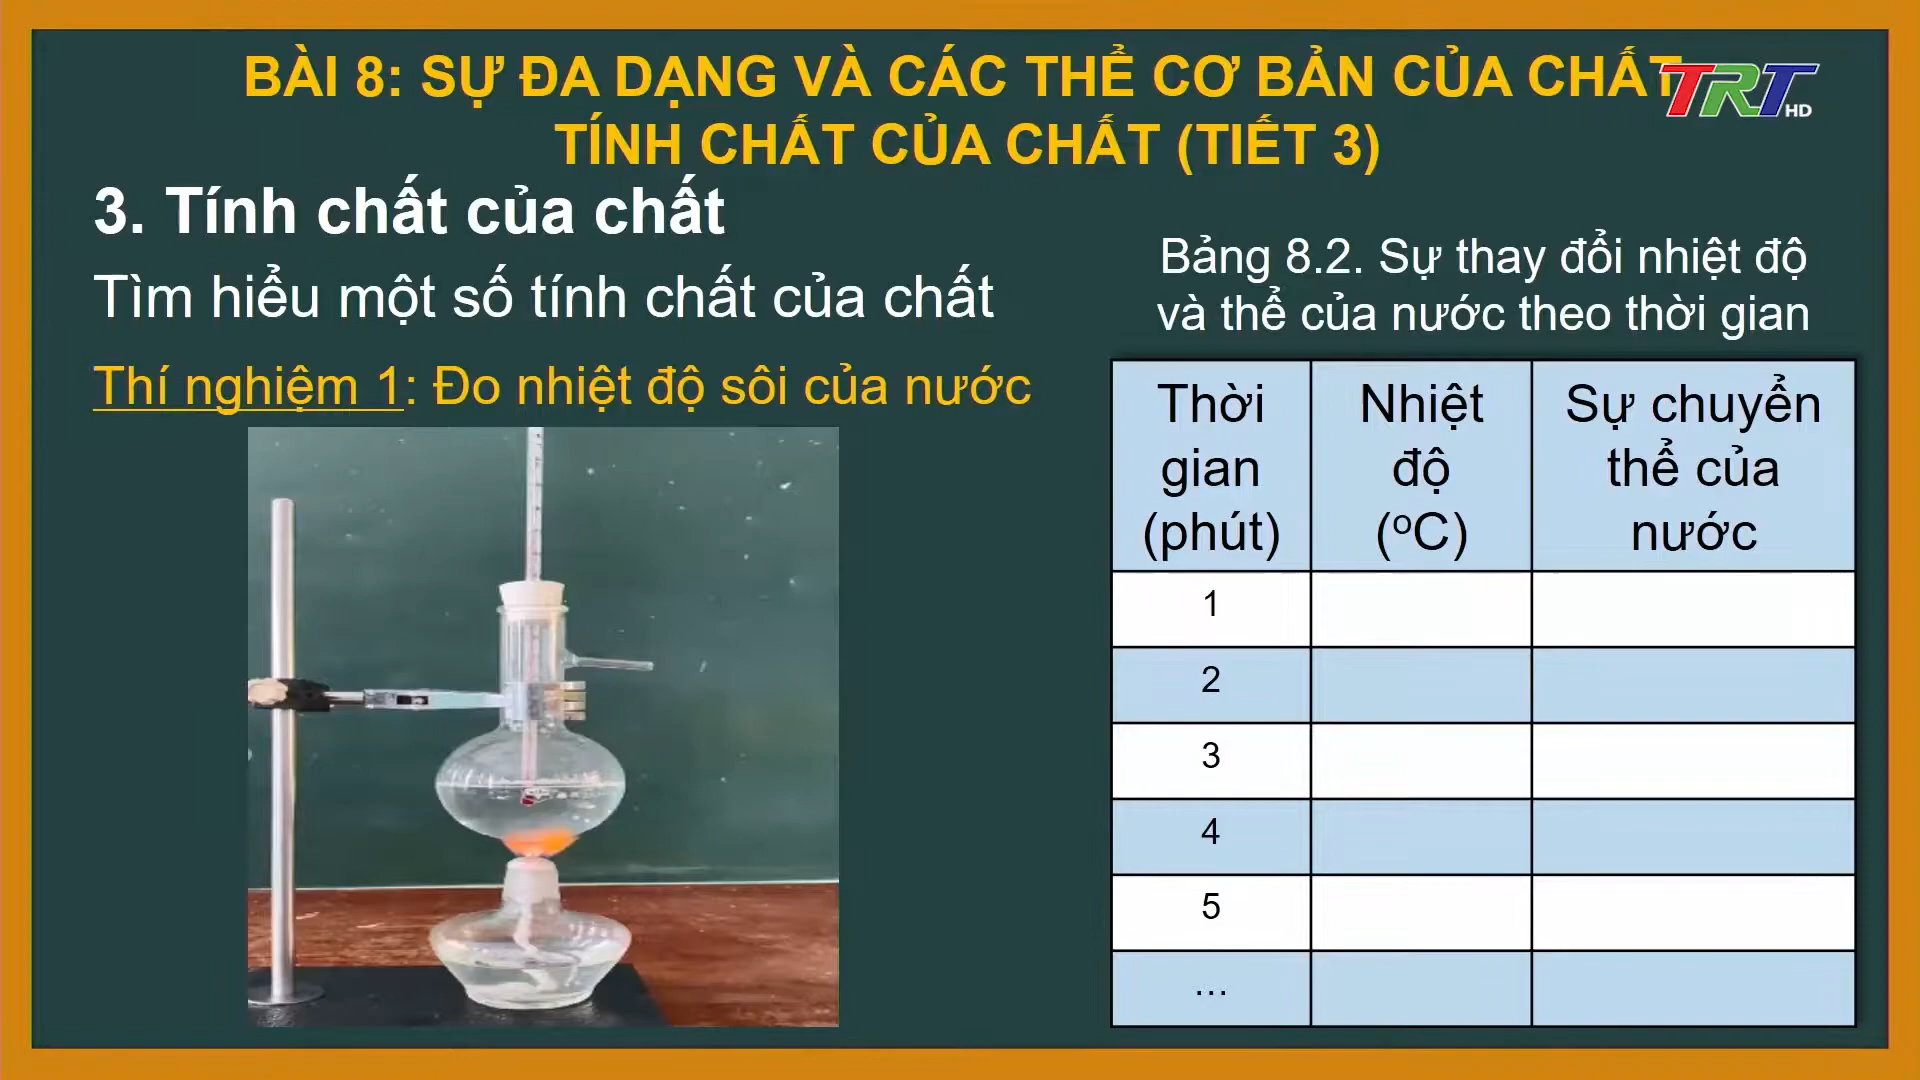 BÀI 8: SỰ ĐA DẠNG VÀ CÁC THỂ CƠ BẢN CỦA CHẤT
TÍNH CHẤT CỦA CHẤT (TIẾT 3)
TRT HD
3. Tính chất của chất
Tìm hiểu một số tính chất của chất
Thí nghiệm 1: Đo nhiệt độ sôi của nước
Bảng 8.2. Sự thay đổi nhiệt độ
và thể của nước theo thời gian
Thời gian (phút) Nhiệt độ (ºC) Sự chuyển thể của nước
1
2
3
4
5
...